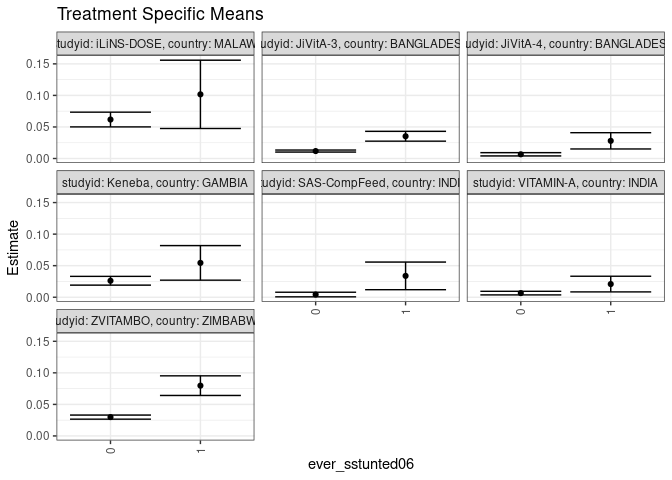 Treatment Specific Means
tudyid: iLiNS-DOSE, country: MALAW
udyid: JiVitA-3, country: BANGLADES
udyid: JiVitA-4, country: BANGLADES
0.15
0.10
0.05
0.00
studyid: Keneba, country: GAMBIA
tudyid: SAS-CompFeed, country: INDI
studyid: VITAMIN-A, country: INDIA
0.15
0.10
0.05
0.00
0
1
0
1
udyid: ZVITAMBO, country: ZIMBABW
0.15
0.10
0.05
0.00
0
1
Estimate
ever_sstunted06